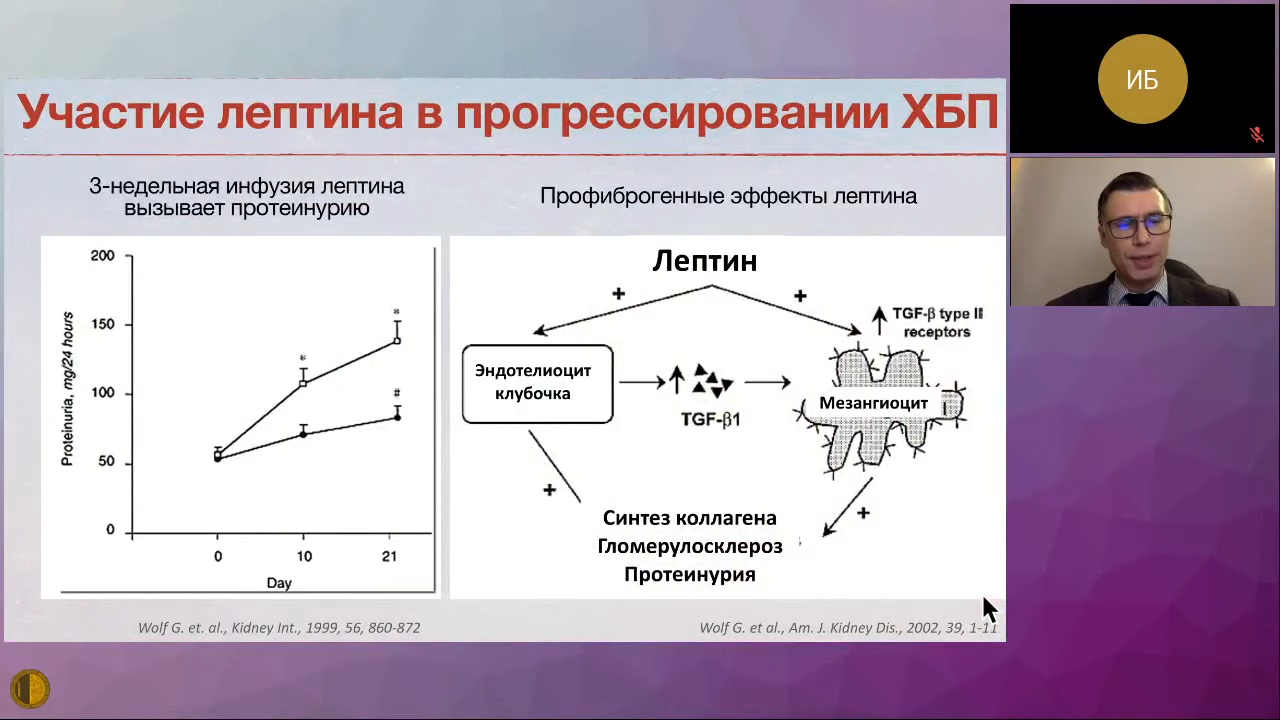 Участие лептина в прогрессировании ХБП
3-недельная инфузия лептина
вызывает протеинурию
Профиброгенные эффекты лептина
200
150
100
50
0
Proteinuria, mg/24 hours
*
*
#
0 10 21
Day
Лептин
+ +
TGF-β type II
receptors
Эндотелиоцит
клубочка
TGF-β1
Мезангиоцит
+ +
Синтез коллагена
Гломерулосклероз
Протеинурия
Wolf G. et. al., Kidney Int., 1999, 56, 860-872
Wolf G. et al., Am. J. Kidney Dis., 2002, 39, 1-11
ИБ